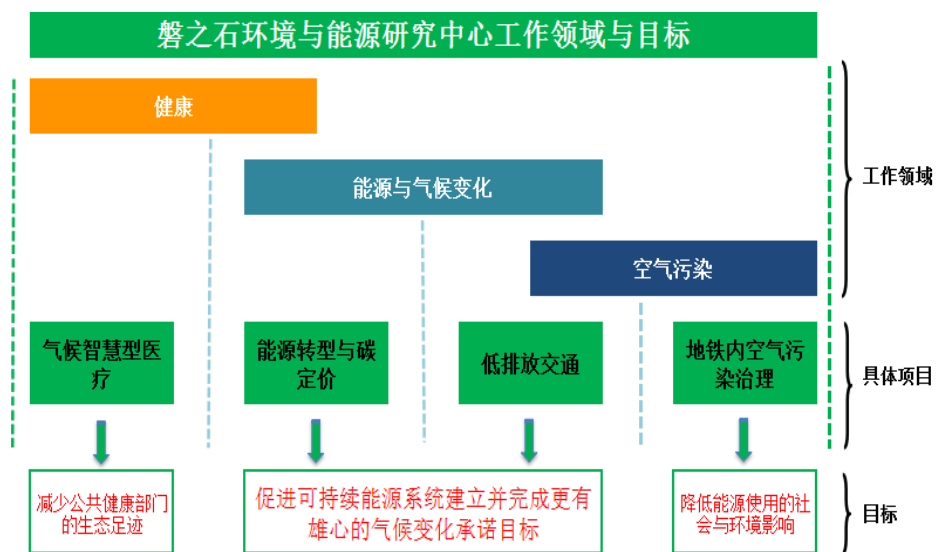 磐之石环境与能源研究中心工作领域与目标
健康
能源与气候变化
空气污染
工作领域
气候智慧型医
疗
能源转型与碳
定价
低排放交通
地铁内空气污
染治理
具体项目
减少公共健康部门
的生态足迹
促进可持续能源系统建立并完成更有
雄心的气候变化承诺目标
降低能源使用的社
会与环境影响
目标